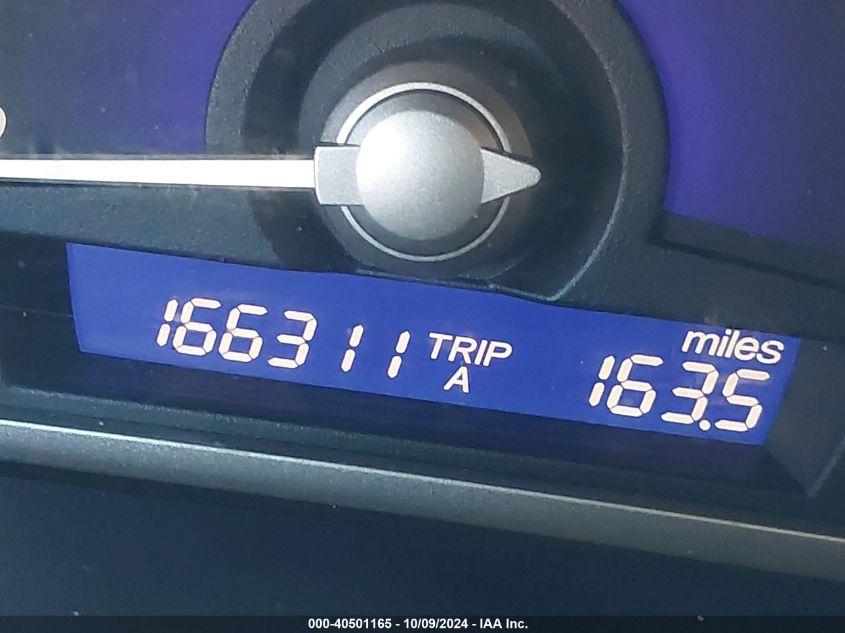 miles
166311 TRIP A 163.5
000-40501165 - 10/09/2024 - IAA Inc.